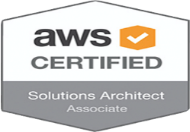 aws
CERTIFIED
Solutions Architect
Associate